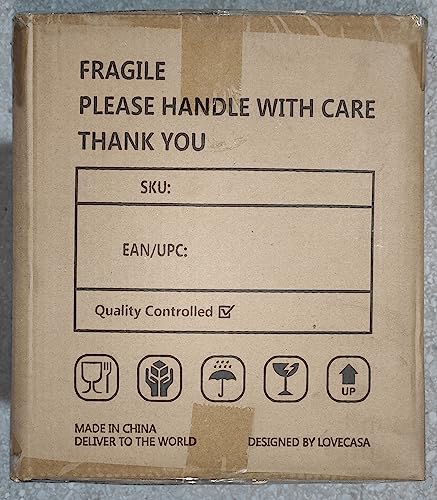 FRAGILE
PLEASE HANDLE WITH CARE
THANK YOU
SKU:
EAN/UPC:
Quality Controlled
UP
MADE IN CHINA
DELIVER TO THE WORLD
DESIGNED BY LOVECASA